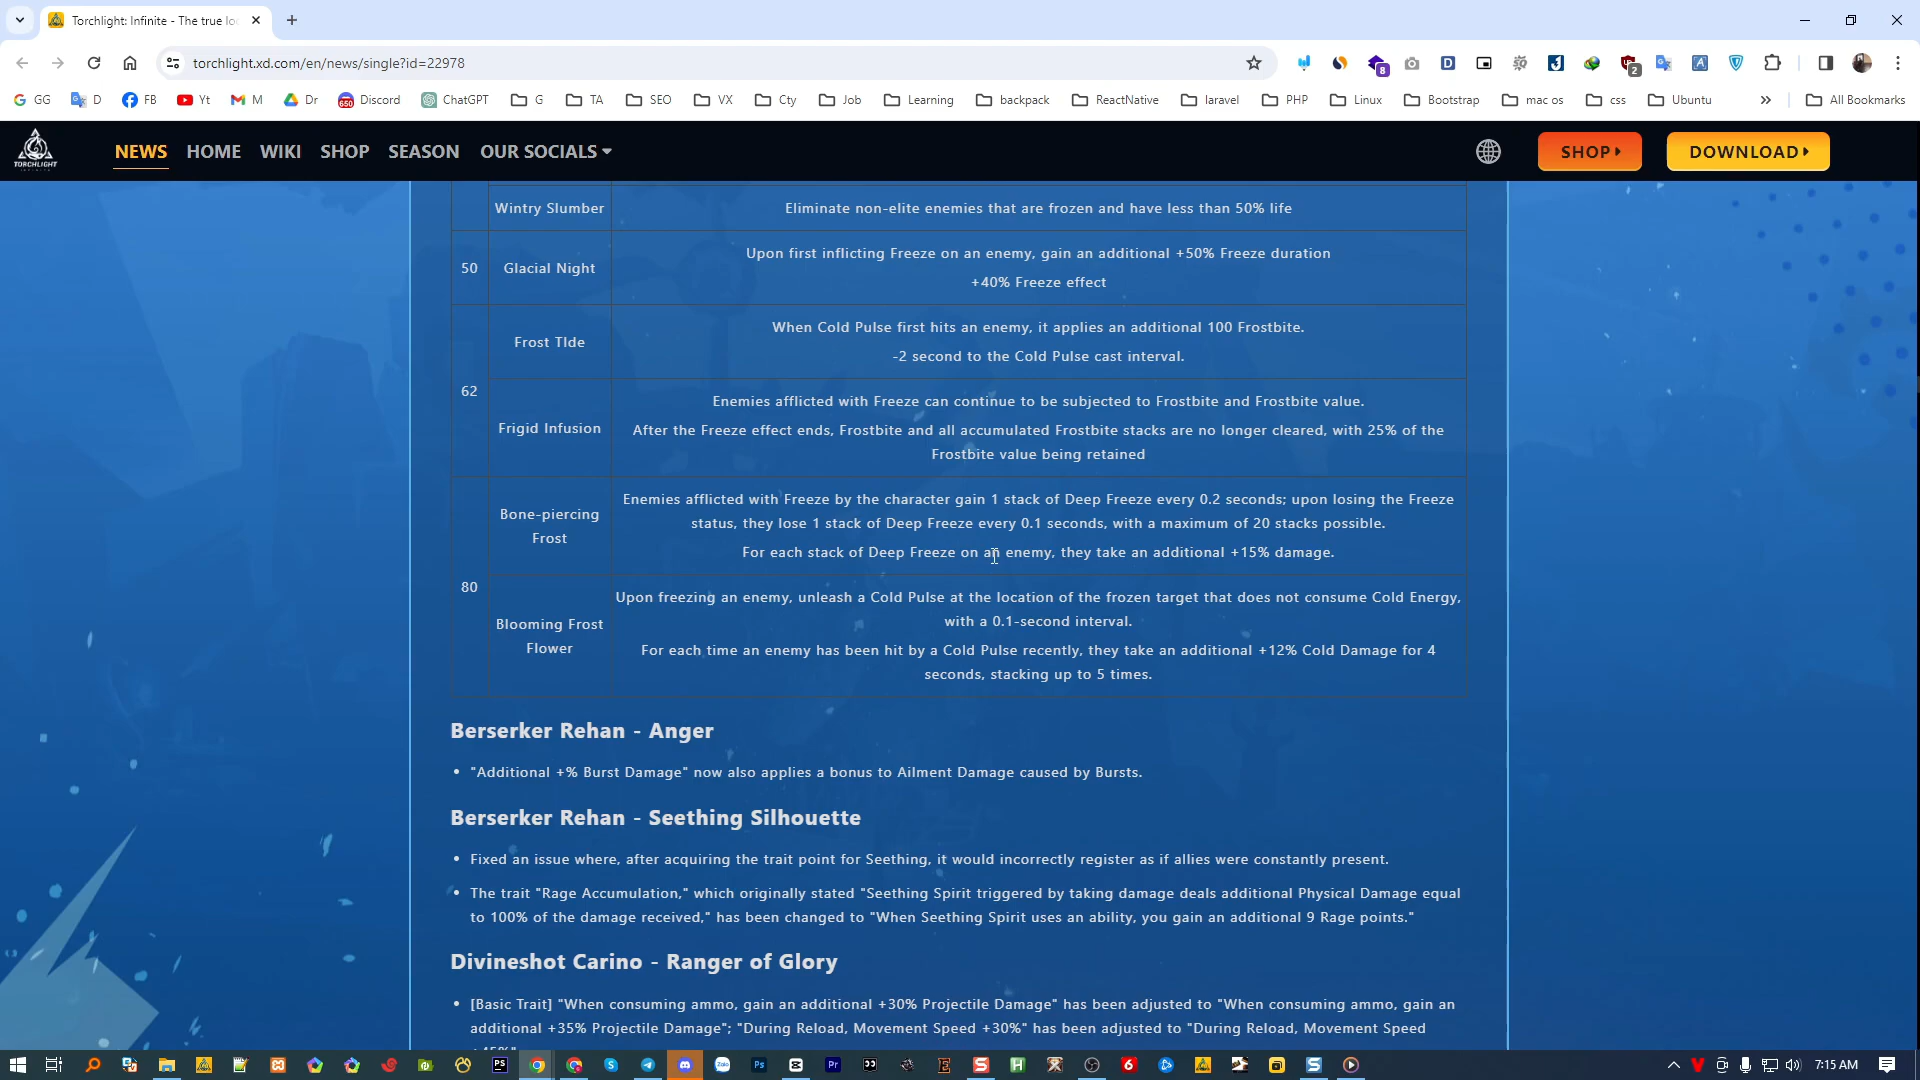 Torchlight: Infinite - The true lo
torchlight.xd.com/en/news/single?id=22978
8
2
GG
D
FB
Yt
M
Dr
Discord
ChatGPT
G
TA
SEO
VX
Cty
Job
Learning
backpack
ReactNative
laravel
PHP
Linux
Bootstrap
mac os
css
Ubuntu
All Bookmarks
TORCHLIGHT
NEWS
HOME
WIKI
SHOP
SEASON
OUR SOCIALS
SHOP
DOWNLOAD
Wintry Slumber
Eliminate non-elite enemies that are frozen and have less than 50% life
50
Glacial Night
Upon first inflicting Freeze on an enemy, gain an additional +50% Freeze duration
+40% Freeze effect
62
Frost TIde
When Cold Pulse first hits an enemy, it applies an additional 100 Frostbite.
-2 second to the Cold Pulse cast interval.
Frigid Infusion
Enemies afflicted with Freeze can continue to be subjected to Frostbite and Frostbite value.
After the Freeze effect ends, Frostbite and all accumulated Frostbite stacks are no longer cleared, with 25% of the
Frostbite value being retained
80
Bone-piercing
Frost
Enemies afflicted with Freeze by the character gain 1 stack of Deep Freeze every 0.2 seconds; upon losing the Freeze
status, they lose 1 stack of Deep Freeze every 0.1 seconds, with a maximum of 20 stacks possible.
For each stack of Deep Freeze on an enemy, they take an additional +15% damage.
Blooming Frost
Flower
Upon freezing an enemy, unleash a Cold Pulse at the location of the frozen target that does not consume Cold Energy,
with a 0.1-second interval.
For each time an enemy has been hit by a Cold Pulse recently, they take an additional +12% Cold Damage for 4
seconds, stacking up to 5 times.
Berserker Rehan - Anger
• "Additional +% Burst Damage" now also applies a bonus to Ailment Damage caused by Bursts.
Berserker Rehan - Seething Silhouette
• Fixed an issue where, after acquiring the trait point for Seething, it would incorrectly register as if allies were constantly present.
• The trait "Rage Accumulation," which originally stated "Seething Spirit triggered by taking damage deals additional Physical Damage equal
to 100% of the damage received," has been changed to "When Seething Spirit uses an ability, you gain an additional 9 Rage points."
Divineshot Carino - Ranger of Glory
• [Basic Trait] "When consuming ammo, gain an additional +30% Projectile Damage" has been adjusted to "When consuming ammo, gain an
additional +35% Projectile Damage"; "During Reload, Movement Speed +30%" has been adjusted to "During Reload, Movement Speed
7:15 AM